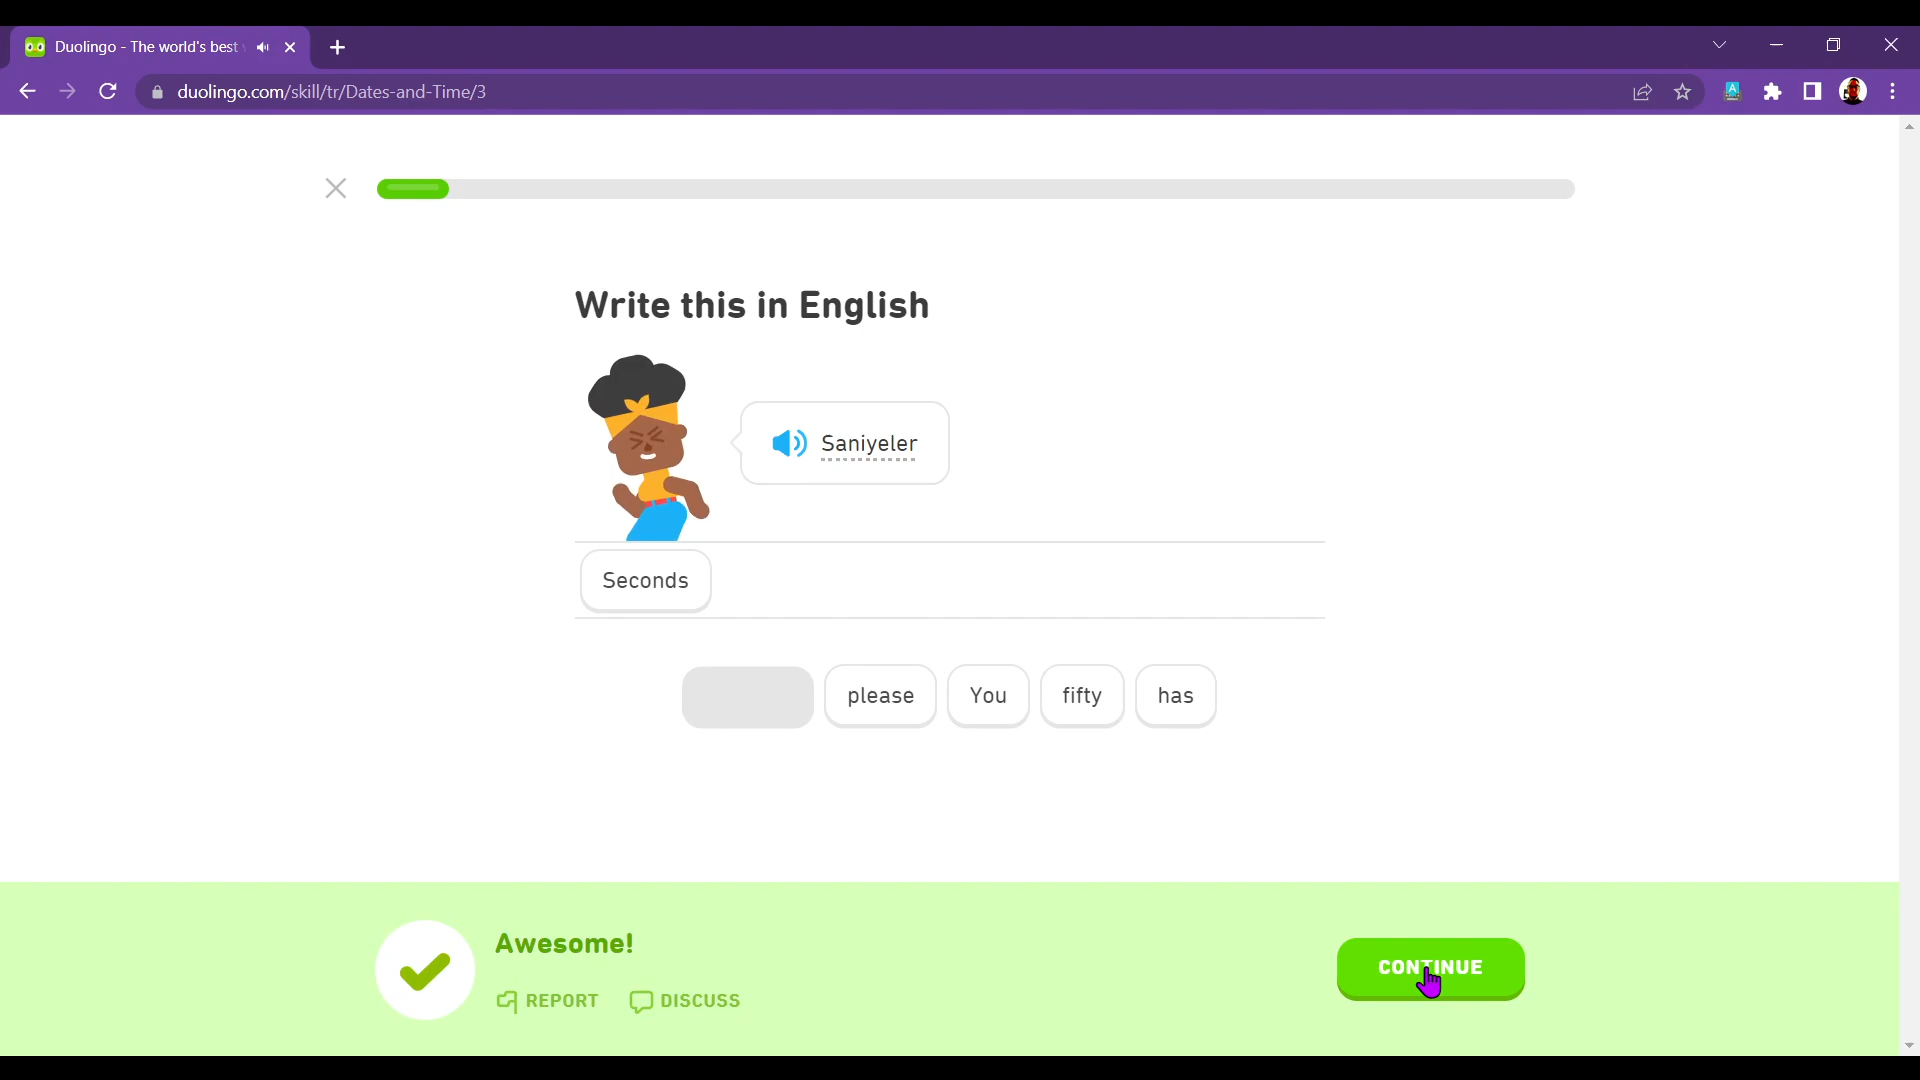 Duolingo - The world's best
duolingo.com/skill/tr/Dates-and-Time/3
Write this in English
Saniyeler
Seconds
please You fifty has
Awesome!
REPORT DISCUSS
CONTINUE